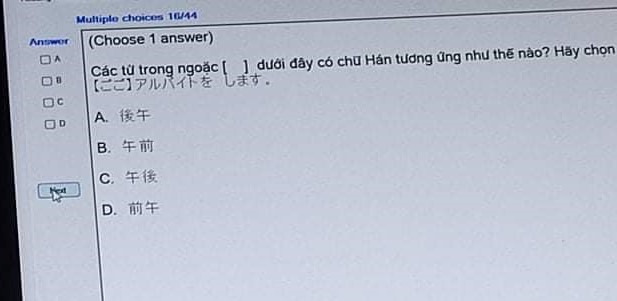 Multiple choices 16/44
Answer
(Choose 1 answer)
A
B
C
D
Các từ trong ngoặc [ ] dưới đây có chữ Hán tương ứng như thế nào? Hãy chọn
【ごご】アルバイトを します。
A. 後午
B. 午前
C. 午後
D. 前午
Next